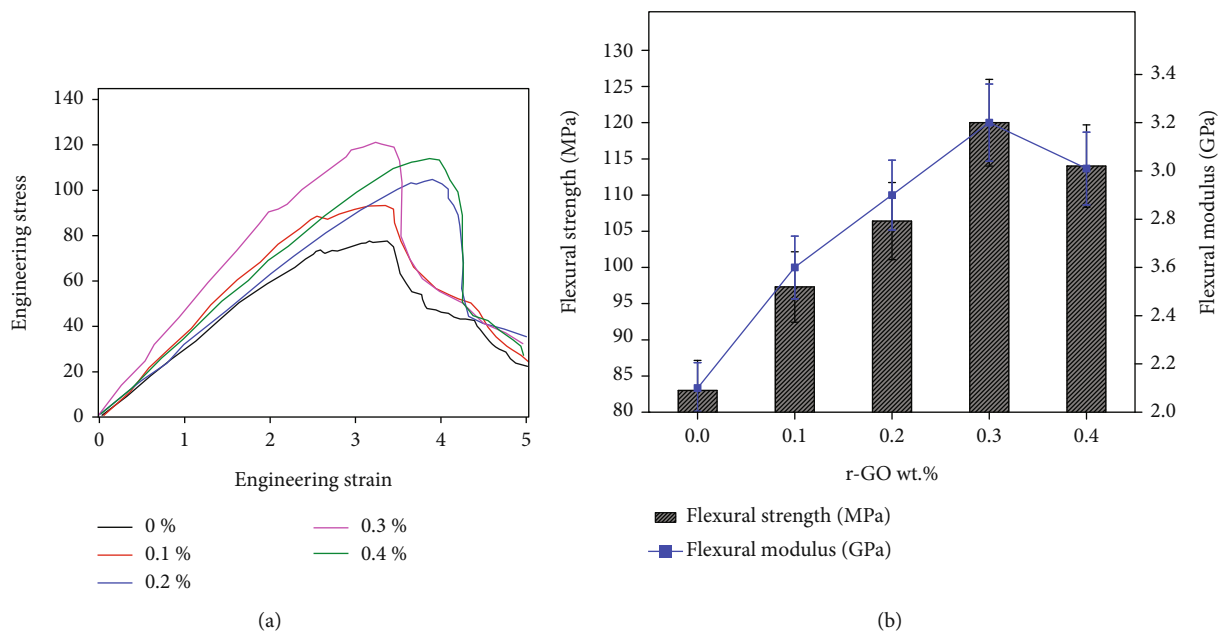 (a)
140
120
100
80
60
40
20
0
Engineering stress
0 1 2 3 4 5
Engineering strain
0 %
0.1 %
0.2 %
0.3 %
0.4 %
(a)
130
125
120
115
110
105
100
95
90
85
80
Flexural strength (MPa)
3.4
3.2
3.0
2.8
3.6
2.4
2.2
2.0
Flexural modulus (GPa)
0.0 0.1 0.2 0.3 0.4
r-GO wt.%
Flexural strength (MPa)
Flexural modulus (GPa)
(b)